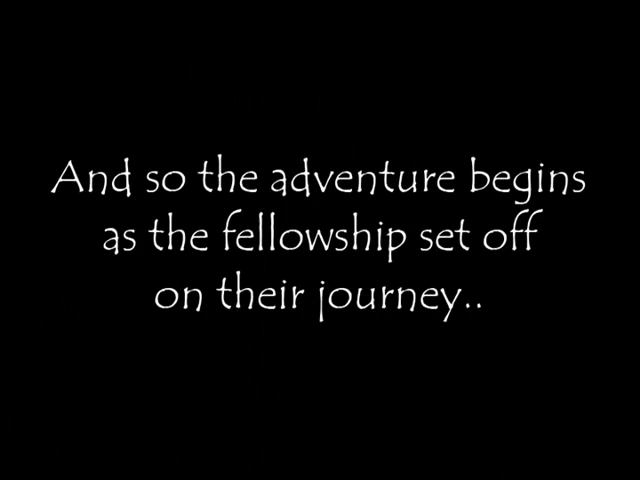 And so the adventure begins
as the fellowship set off
on their journey..